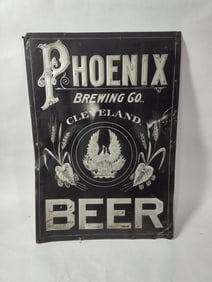 PHOENIX
BREWING CO.
CLEVELAND
BEER